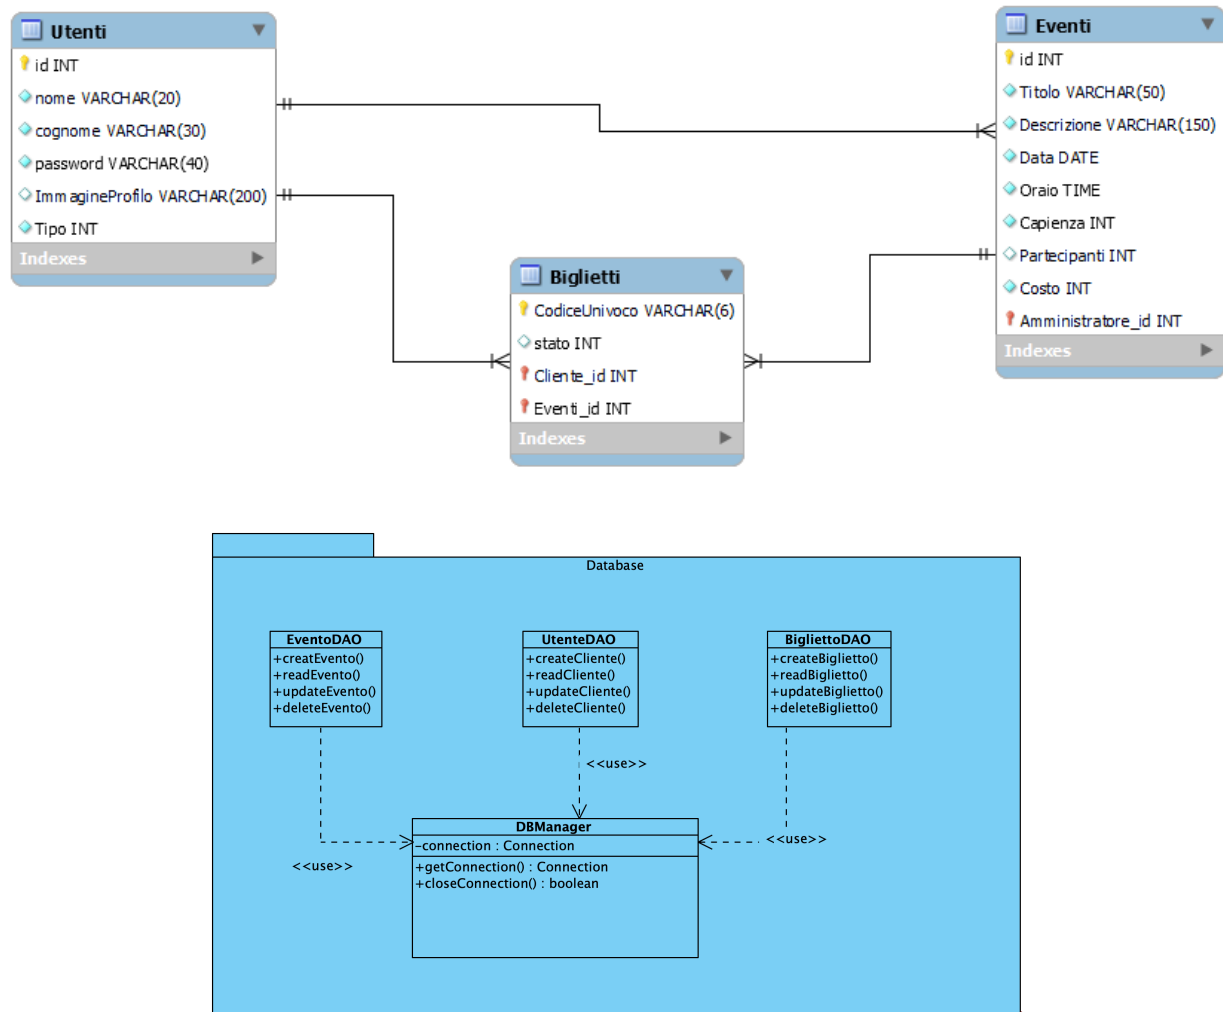 Utenti
id INT
nome VARCHAR(20)
cognome VARCHAR(30)
password VARCHAR(40)
ImmagineProfilo VARCHAR(200)
Tipo INT
Indexes
Eventi
id INT
Titolo VARCHAR(50)
Descrizione VARCHAR(150)
Data DATE
Oraio TIME
Capienza INT
Partecipanti INT
Costo INT
Amministratore_id INT
Indexes
Biglietti
CodiceUnivoco VARCHAR(6)
stato INT
Cliente_id INT
Eventi_id INT
Indexes
Database
EventoDAO
+creatEvento()
+readEvento()
+updateEvento()
+deleteEvento()
UtenteDAO
+createCliente()
+readCliente()
+updateCliente()
+deleteCliente()
BigliettoDAO
+createBiglietto()
+readBiglietto()
+updateBiglietto()
+deleteBiglietto()
<<use>>
<<use>>
<<use>>
DBManager
-connection : Connection
+getConnection() : Connection
+closeConnection() : boolean